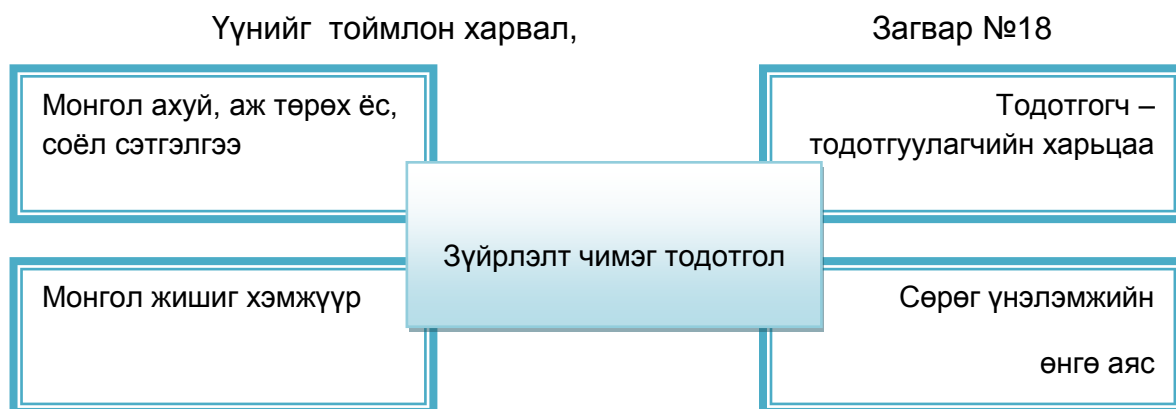 Үүнийг тоймлон харвал,
Загвар №18
Монгол ахуй, аж төрөх ёс,
соёл сэтгэлгээ
Тодотгогч –
тодотгуулагчийн харьцаа
Зүйрлэлт чимэг тодотгол
Монгол жишиг хэмжүүр
Сөрөг үнэлэмжийн
өнгө аяс